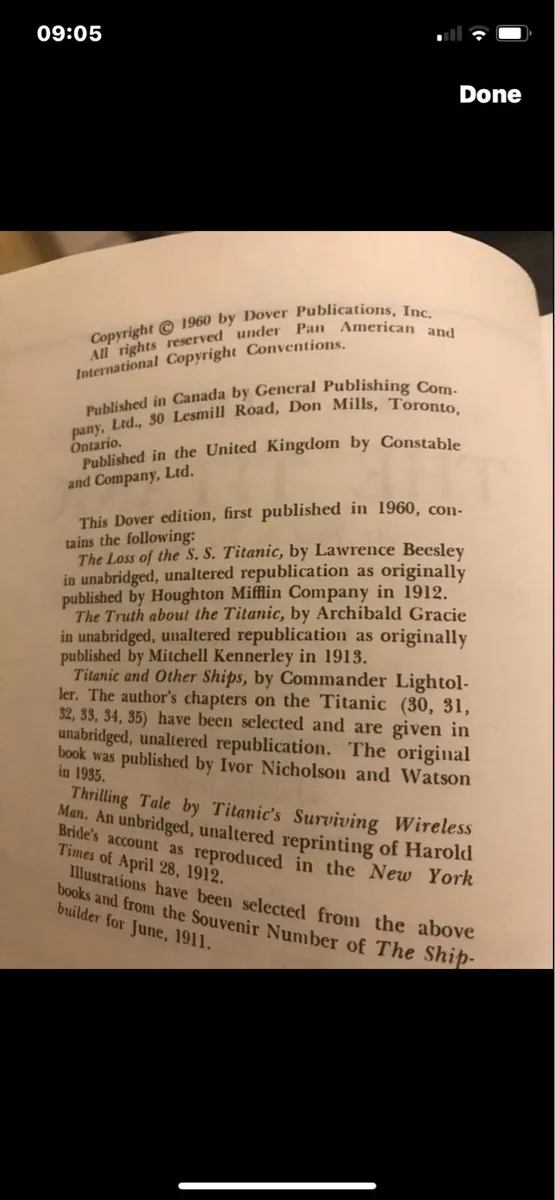 09:05
Done
Copyright © 1960 by Dover Publications, Inc.
All rights reserved under Pan American and
International Copyright Conventions.
Published in Canada by General Publishing Com-
pany, Ltd., 30 Lesmill Road, Don Mills, Toronto,
Ontario.
Published in the United Kingdom by Constable
and Company, Ltd.
This Dover edition, first published in 1960, con-
tains the following:
The Loss of the S. S. Titanic, by Lawrence Beesley
in unabridged, unaltered republication as originally
published by Houghton Mifflin Company in 1912.
The Truth about the Titanic, by Archibald Gracie
in unabridged, unaltered republication as originally
published by Mitchell Kennerley in 1913.
Titanic and Other Ships, by Commander Lightol-
ler. The author's chapters on the Titanic (30, 31,
32, 33, 34, 35) have been selected and are given in
unabridged, unaltered republication. The original
book was published by Ivor Nicholson and Watson
in 1935.
Thrilling Tale by Titanic's Surviving Wireless
Man. An unbridged, unaltered reprinting of Harold
Bride's account as reproduced in the New York
Times of April 28, 1912.
Illustrations have been selected from the above
books and from the Souvenir Number of The Ship-
builder for June, 1911.